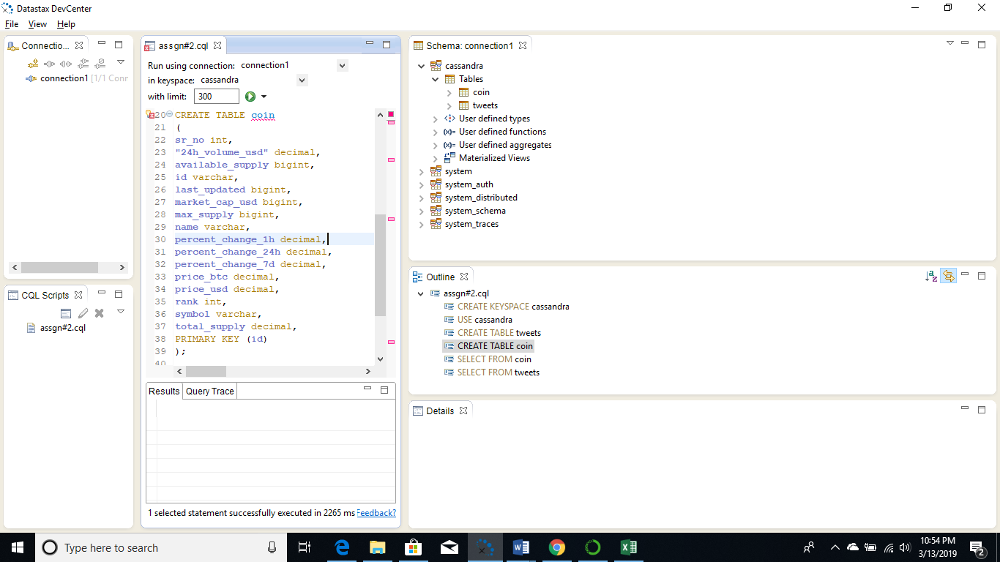 Datastax DevCenter
File View Help
Connectio...
connection1 [1/1 Conr
CQL Scripts
assgn#2.cql
assgn#2.cql
Run using connection: connection1
in keyspace: cassandra
with limit: 300
20 CREATE TABLE coin
21 (
22 sr_no int,
23 "24h_volume_usd" decimal,
24 available_supply bigint,
25 id varchar,
26 last_updated bigint,
27 market_cap_usd bigint,
28 max_supply bigint,
29 name varchar,
30 percent_change_1h decimal,
31 percent_change_24h decimal,
32 percent_change_7d decimal,
33 price_btc decimal,
34 price_usd decimal,
35 rank int,
36 symbol varchar,
37 total_supply decimal,
38 PRIMARY KEY (id)
39 );
40
Results Query Trace
1 selected statement successfully executed in 2265 ms Feedback?
Schema: connection1
cassandra
Tables
coin
tweets
User defined types
User defined functions
User defined aggregates
Materialized Views
system
system_auth
system_distributed
system_schema
system_traces
Outline
assgn#2.cql
CREATE KEYSPACE cassandra
USE cassandra
CREATE TABLE tweets
CREATE TABLE coin
SELECT FROM coin
SELECT FROM tweets
Details
Type here to search
10:54 PM
3/13/2019
2